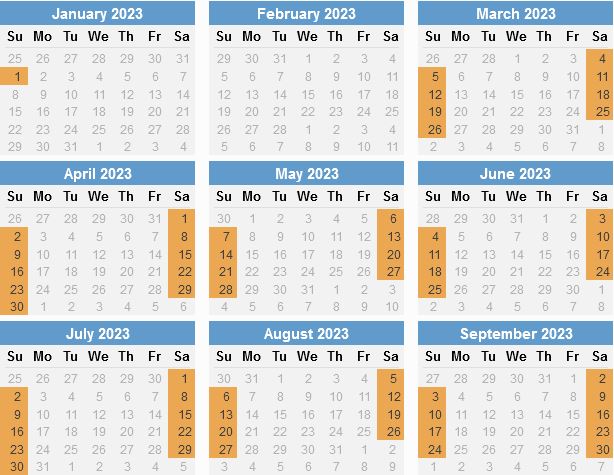 January 2023
Su Mo Tu We Th Fr Sa
25 26 27 28 29 30 31
1 2 3 4 5 6 7
8 9 10 11 12 13 14
15 16 17 18 19 20 21
22 23 24 25 26 27 28
29 30 31 1 2 3 4
February 2023
Su Mo Tu We Th Fr Sa
29 30 31 1 2 3 4
5 6 7 8 9 10 11
12 13 14 15 16 17 18
19 20 21 22 23 24 25
26 27 28 1 2 3 4
5 6 7 8 9 10 11
March 2023
Su Mo Tu We Th Fr Sa
26 27 28 1 2 3 4
5 6 7 8 9 10 11
12 13 14 15 16 17 18
19 20 21 22 23 24 25
26 27 28 29 30 31 1
2 3 4 5 6 7 8
April 2023
Su Mo Tu We Th Fr Sa
26 27 28 29 30 31 1
2 3 4 5 6 7 8
9 10 11 12 13 14 15
16 17 18 19 20 21 22
23 24 25 26 27 28 29
30 1 2 3 4 5 6
May 2023
Su Mo Tu We Th Fr Sa
30 1 2 3 4 5 6
7 8 9 10 11 12 13
14 15 16 17 18 19 20
21 22 23 24 25 26 27
28 29 30 31 1 2 3
4 5 6 7 8 9 10
June 2023
Su Mo Tu We Th Fr Sa
28 29 30 31 1 2 3
4 5 6 7 8 9 10
11 12 13 14 15 16 17
18 19 20 21 22 23 24
25 26 27 28 29 30 1
2 3 4 5 6 7 8
July 2023
Su Mo Tu We Th Fr Sa
25 26 27 28 29 30 1
2 3 4 5 6 7 8
9 10 11 12 13 14 15
16 17 18 19 20 21 22
23 24 25 26 27 28 29
30 31 1 2 3 4 5
August 2023
Su Mo Tu We Th Fr Sa
30 31 1 2 3 4 5
6 7 8 9 10 11 12
13 14 15 16 17 18 19
20 21 22 23 24 25 26
27 28 29 30 31 1 2
3 4 5 6 7 8 9
September 2023
Su Mo Tu We Th Fr Sa
27 28 29 30 31 1 2
3 4 5 6 7 8 9
10 11 12 13 14 15 16
17 18 19 20 21 22 23
24 25 26 27 28 29 30
1 2 3 4 5 6 7